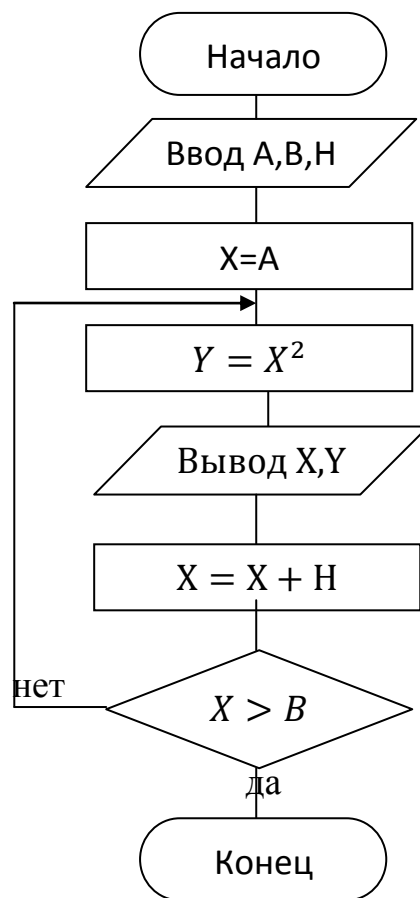 Начало
Ввод А,В,Н
X=A
Y = X²
Вывод X,Y
X = X + H
нет
X > B
да
Конец